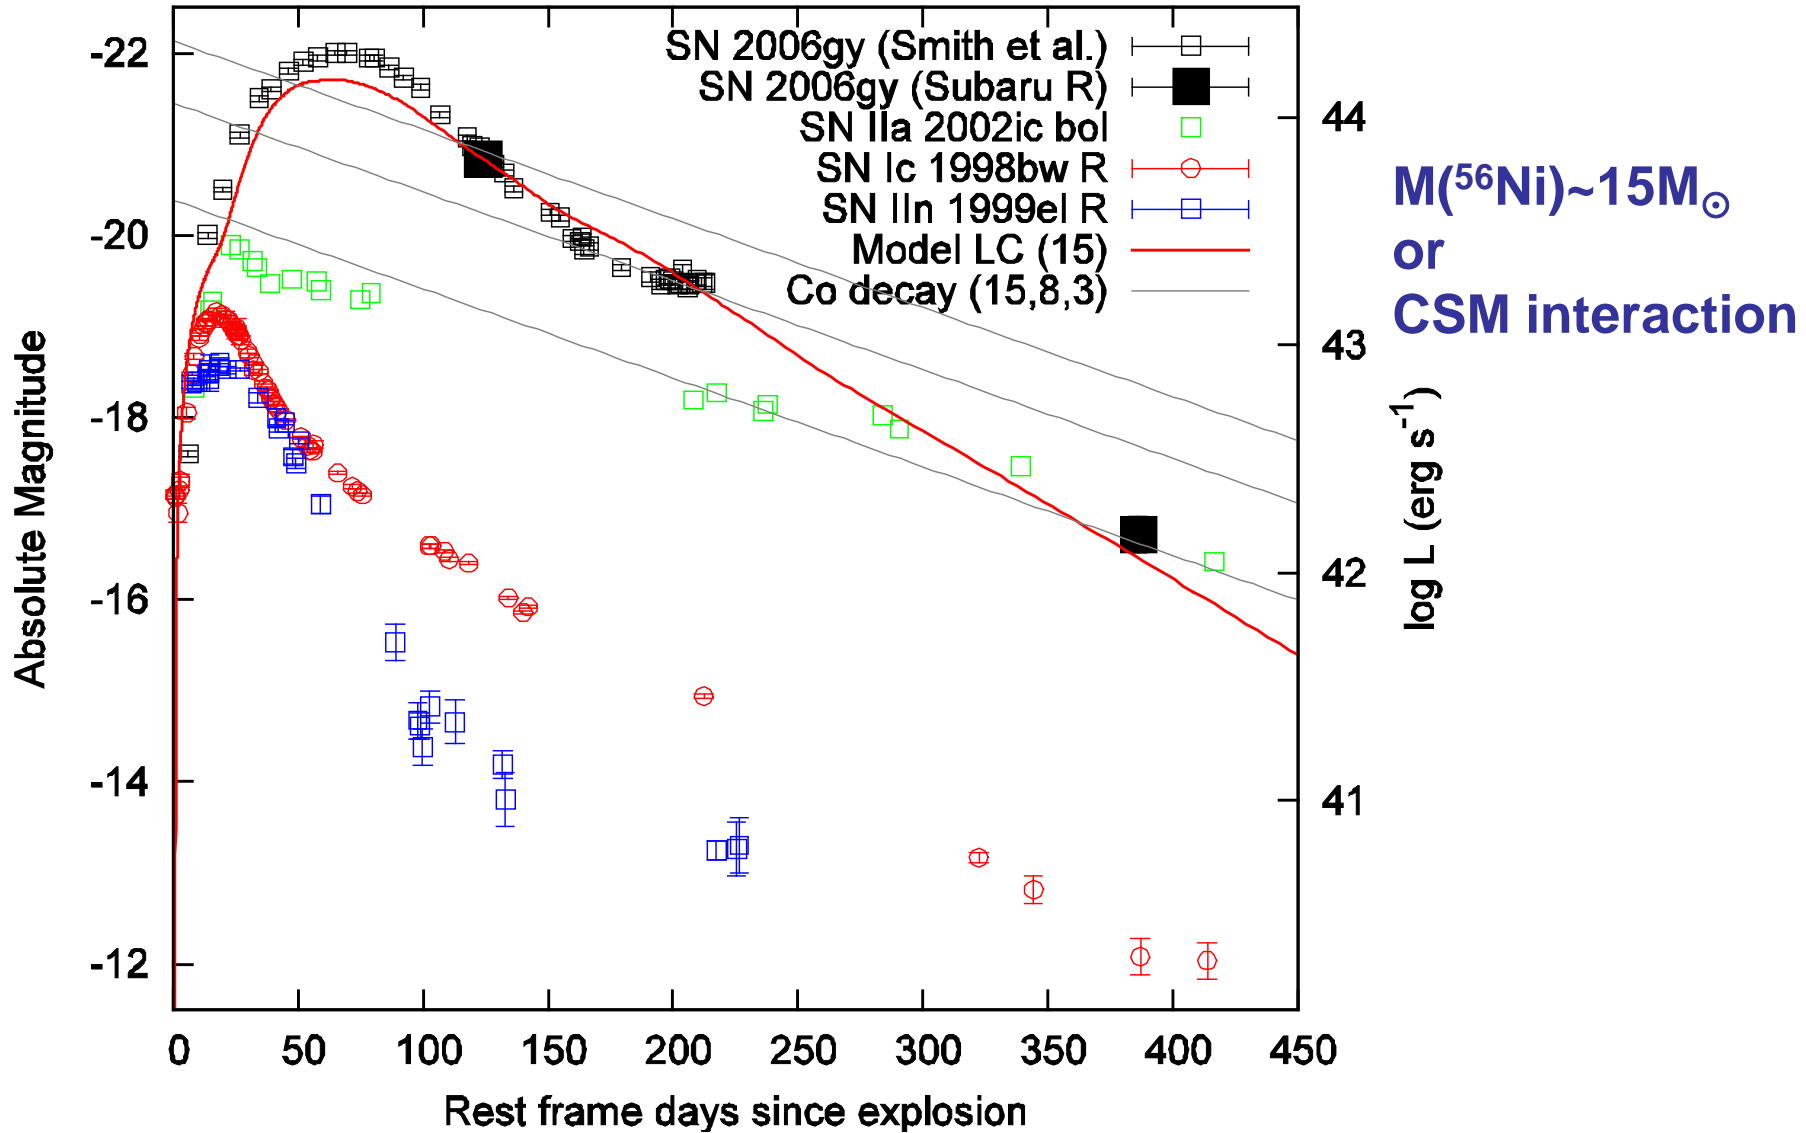 SN 2006gy (Smith et al.)
SN 2006gy (Subaru R)
SN IIa 2002ic bol
SN Ic 1998bw R
SN IIn 1999el R
Model LC (15)
Co decay (15,8,3)
M(⁵⁶Ni)~15M☉
or
CSM interaction
Absolute Magnitude
-22
-20
-18
-16
-14
-12
44
43
42
41
log L (erg s⁻¹)
0 50 100 150 200 250 300 350 400 450
Rest frame days since explosion